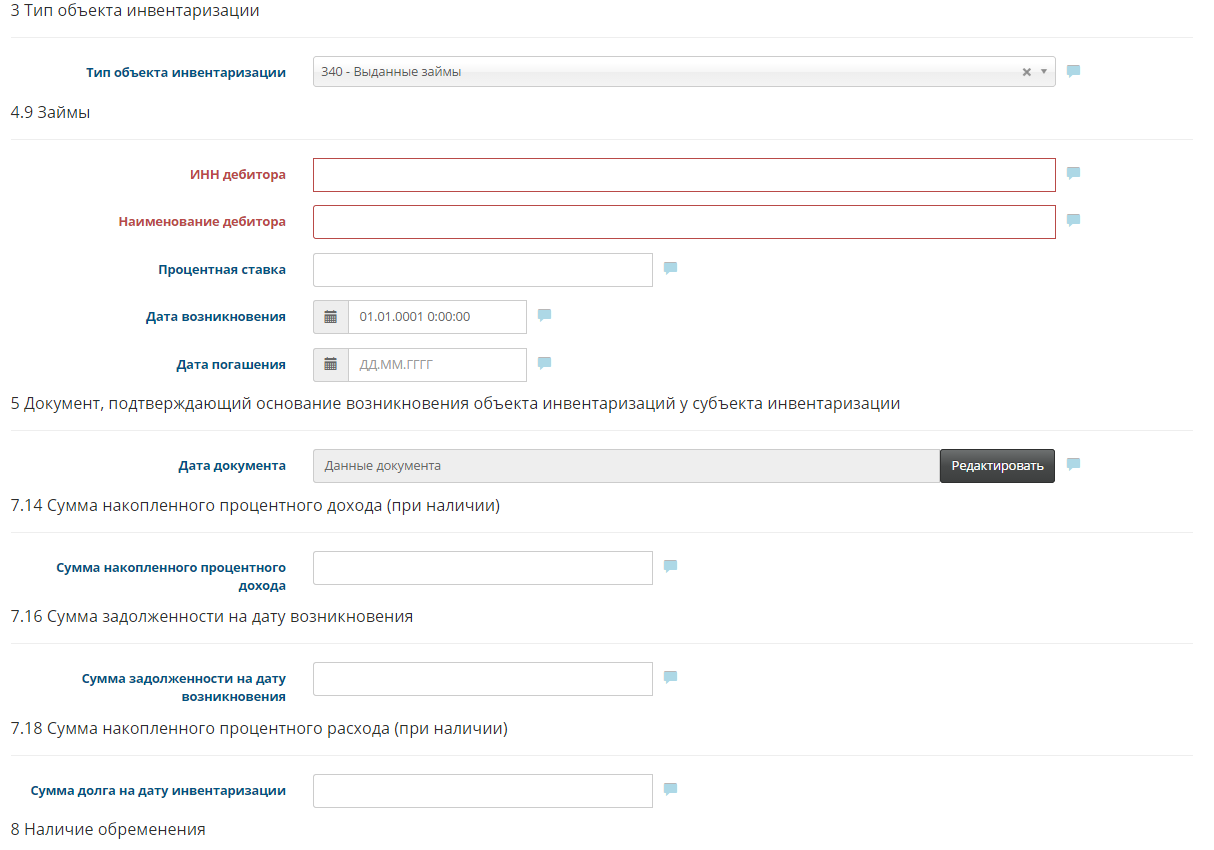 3 Тип объекта инвентаризации
Тип объекта инвентаризации
340 - Выданные займы
4.9 Займы
ИНН дебитора
Наименование дебитора
Процентная ставка
Дата возникновения
01.01.0001 0:00:00
Дата погашения
ДД.ММ.ГГГГ
5 Документ, подтверждающий основание возникновения объекта инвентаризаций у субъекта инвентаризации
Дата документа
Данные документа
Редактировать
7.14 Сумма накопленного процентного дохода (при наличии)
Сумма накопленного процентного
дохода
7.16 Сумма задолженности на дату возникновения
Сумма задолженности на дату
возникновения
7.18 Сумма накопленного процентного расхода (при наличии)
Сумма долга на дату инвентаризации
8 Наличие обременения